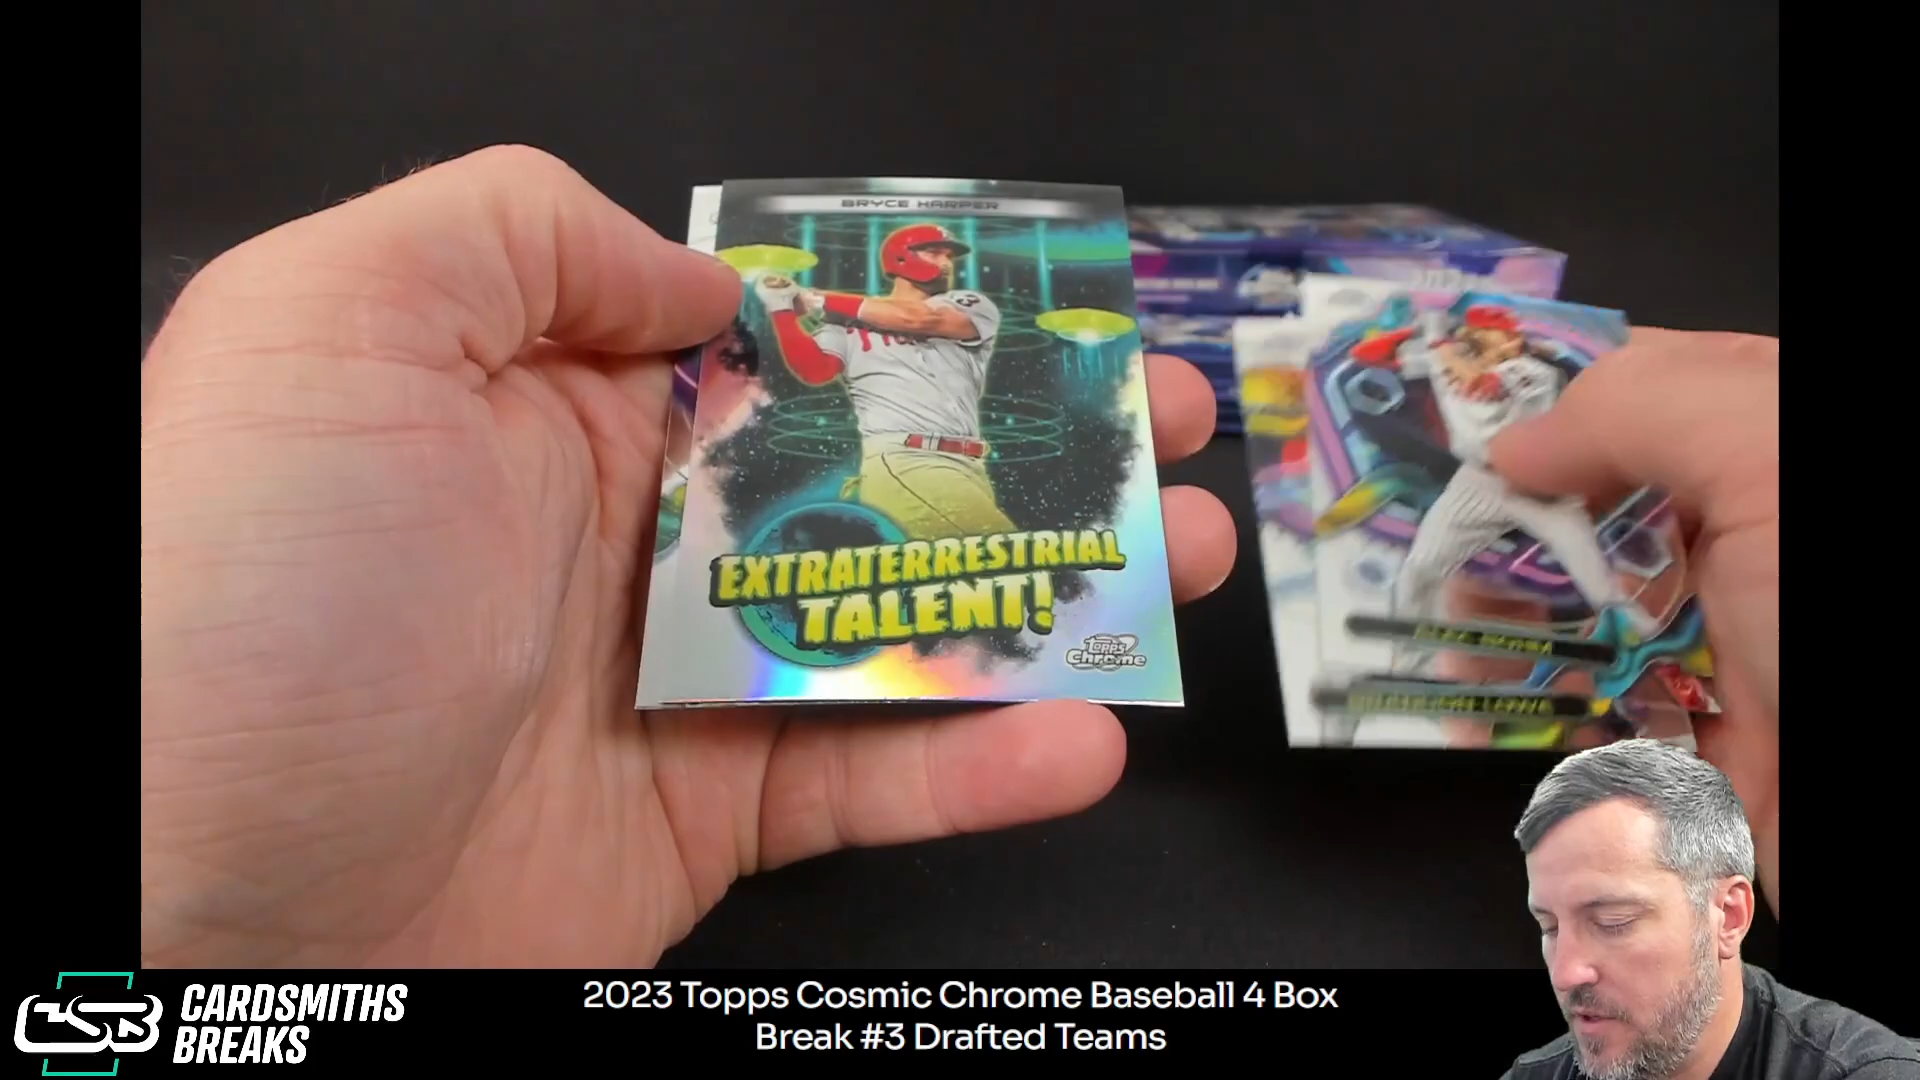 BRYCE HARPER
EXTRATERRESTRIAL
TALENT!
TOPPS
Chrome
CSB
CARDSMITHS
BREAKS
2023 Topps Cosmic Chrome Baseball 4 Box
Break #3 Drafted Teams